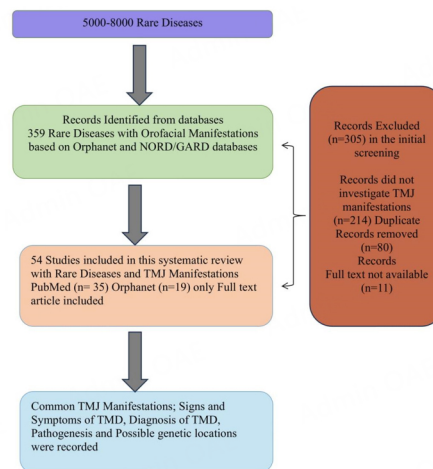 5000-8000 Rare Diseases
Records Identified from databases
359 Rare Diseases with Orofacial Manifestations
based on Orphanet and NORD/GARD databases
Records Excluded
(n=305) in the initial
screening
Records did not
investigate TMJ
manifestations
(n=214) Duplicate
Records removed
(n=80)
Records
Full text not available
(n=11)
54 Studies included in this systematic review
with Rare Diseases and TMJ Manifestations
PubMed (n= 35) Orphanet (n=19) only Full text
article included
Common TMJ Manifestations; Signs and
Symptoms of TMD, Diagnosis of TMD,
Pathogenesis and Possible genetic locations
were recorded